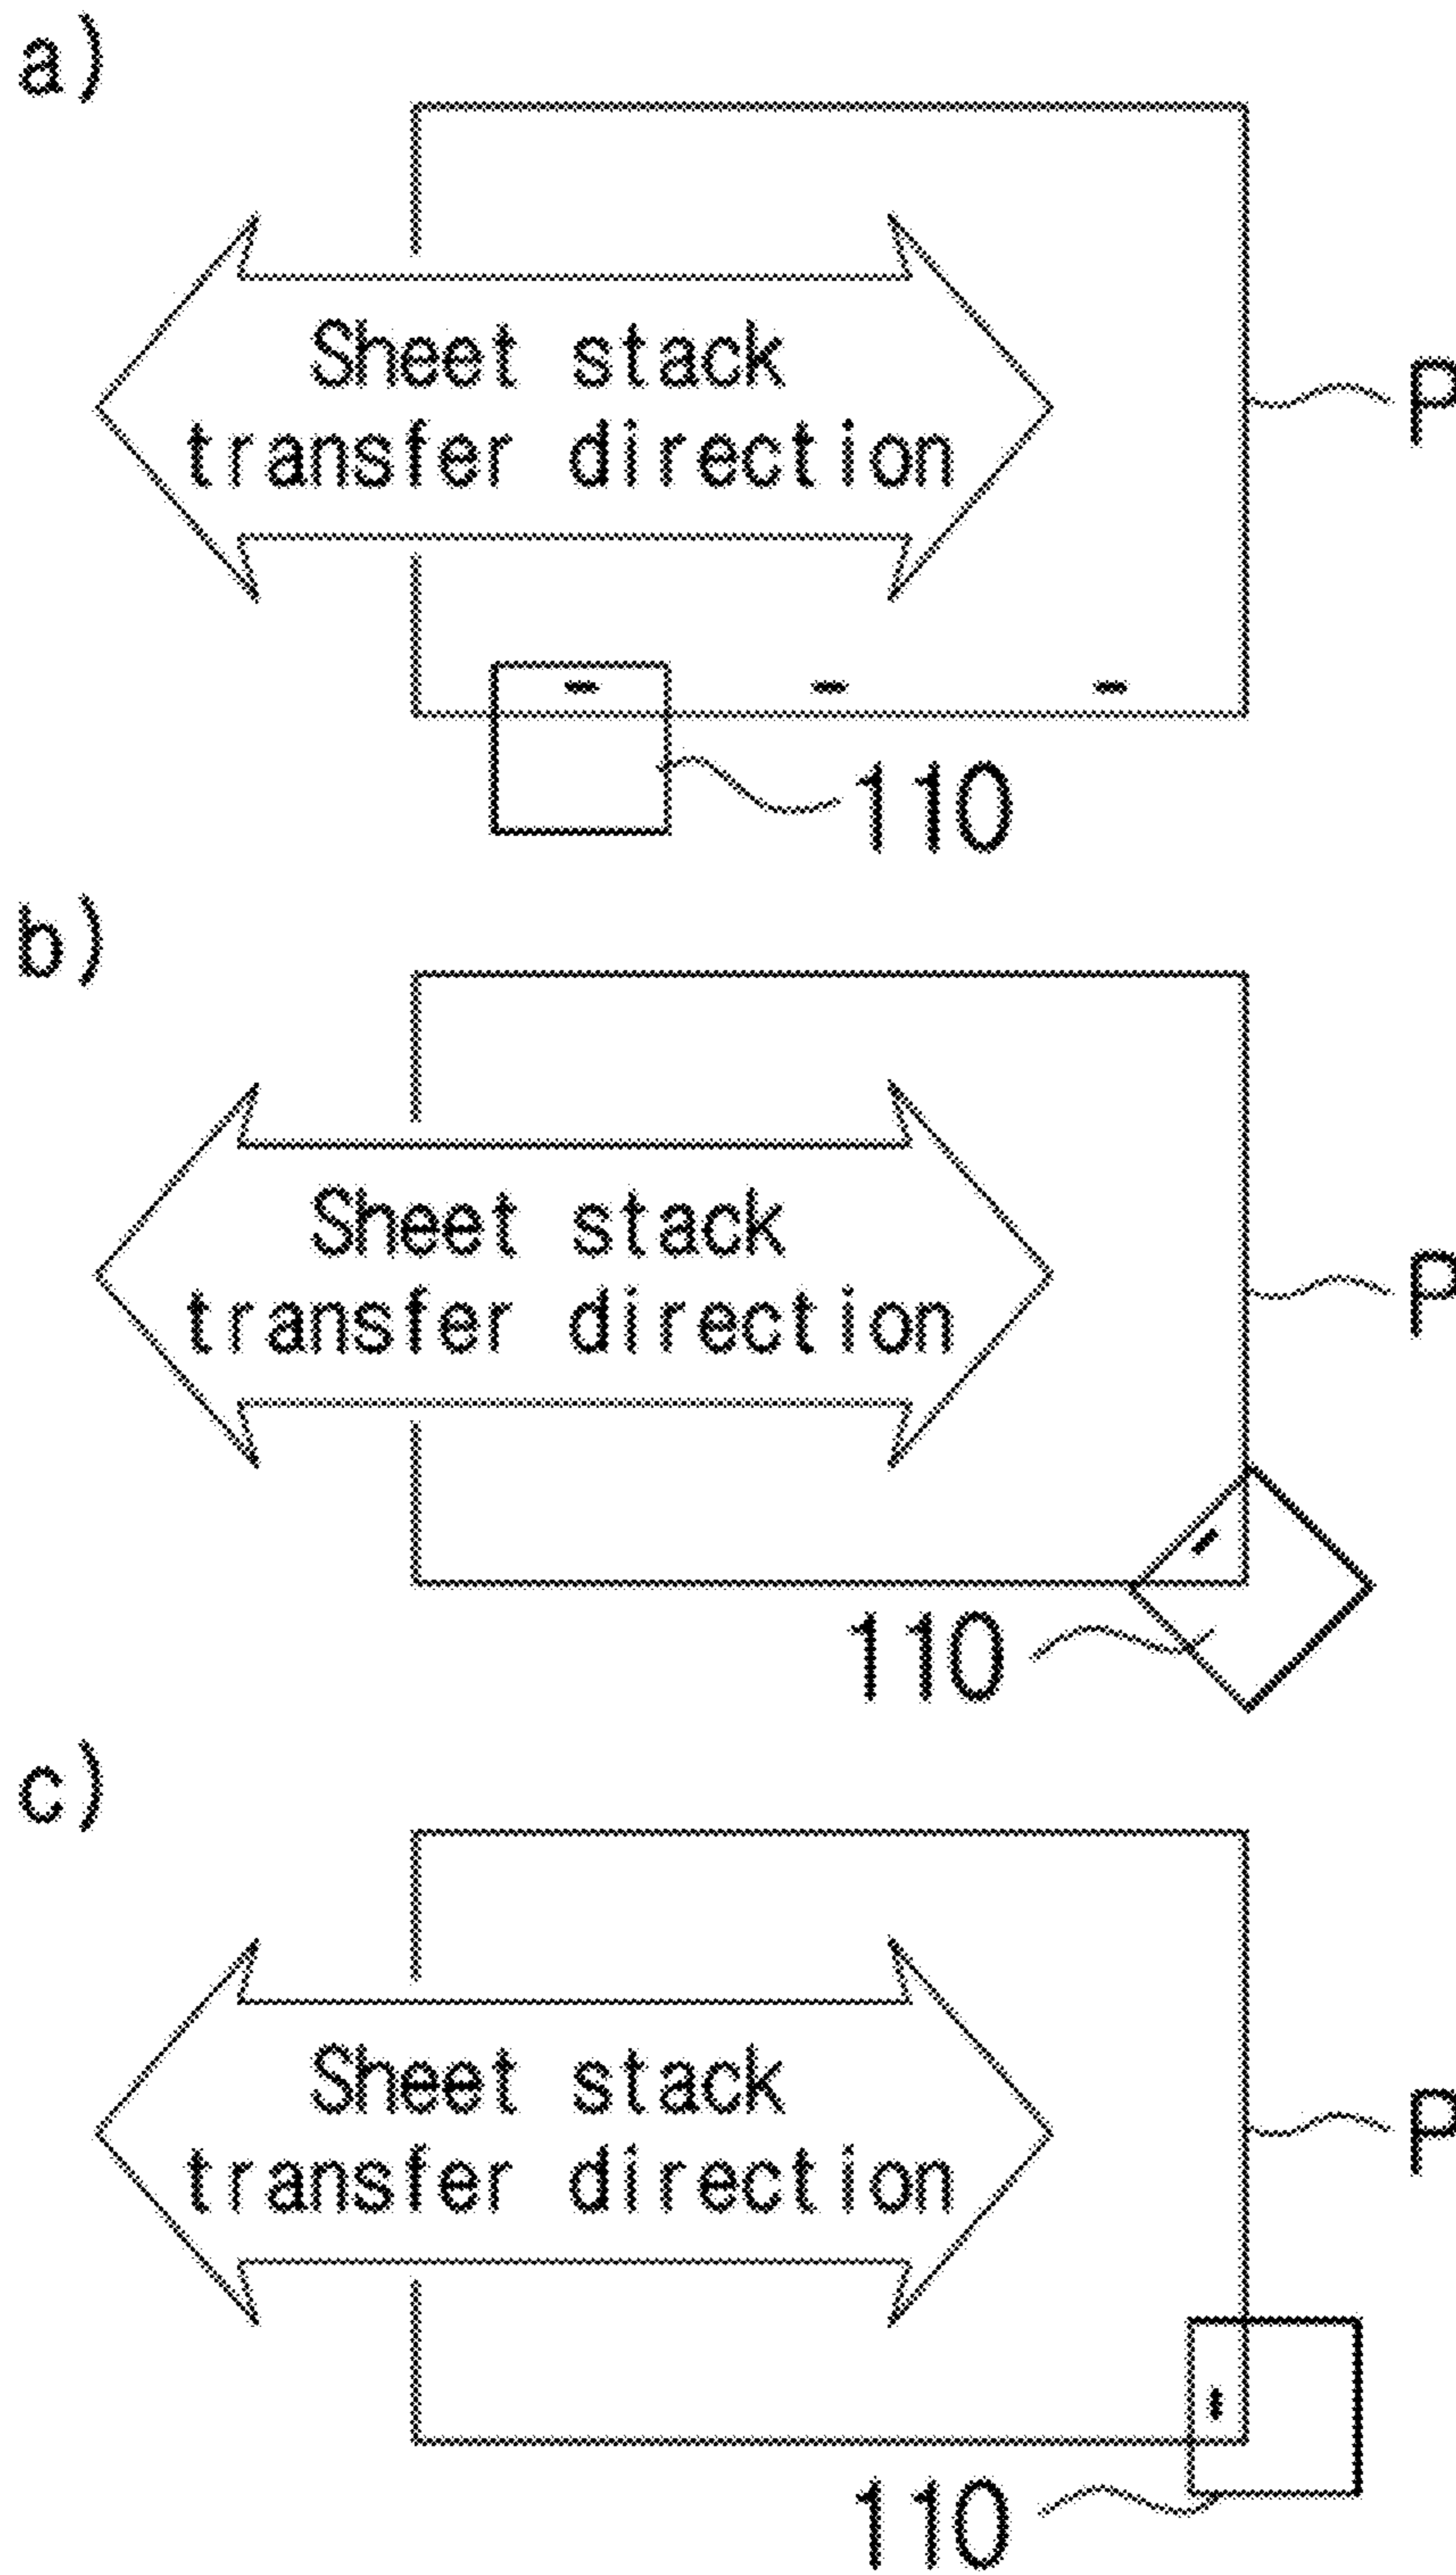 a)
Sheet stack
transfer direction
P
110
b)
Sheet stack
transfer direction
P
110
c)
Sheet stack
transfer direction
P
110